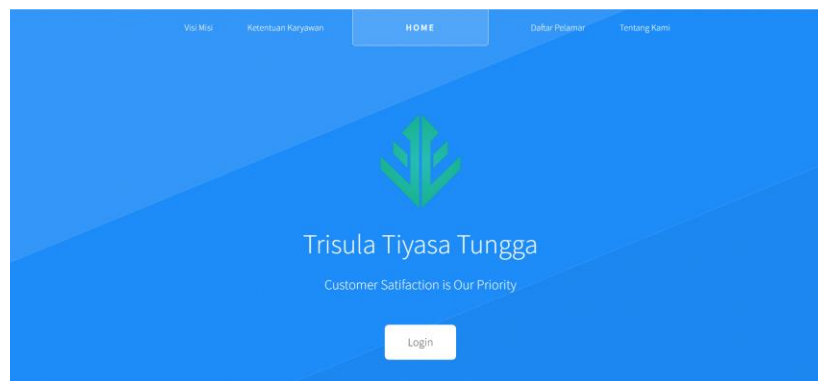 Visi Misi Ketentuan Karyawan HOME Daftar Pelamar Tentang Kami
Trisula Tiyasa Tungga
Customer Satifaction is Our Priority
Login